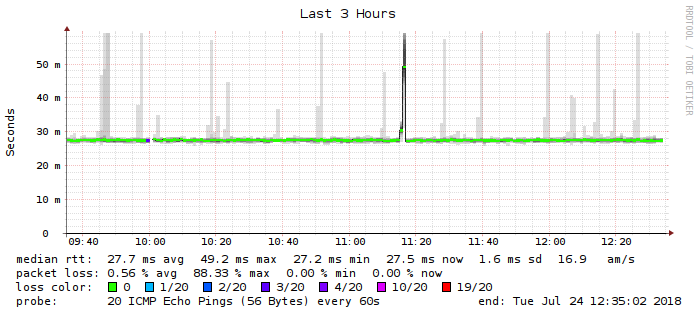 Last 3 Hours
RRDTOOL / TOBI OETIKER
Seconds
50 m
40 m
30 m
20 m
10 m
0
09:40 10:00 10:20 10:40 11:00 11:20 11:40 12:00 12:20
median rtt: 27.7 ms avg 49.2 ms max 27.2 ms min 27.5 ms now 1.6 ms sd 16.9 am/s
packet loss: 0.56 % avg 88.33 % max 0.00 % min 0.00 % now
loss color: 0 1/20 2/20 3/20 4/20 10/20 19/20
probe: 20 ICMP Echo Pings (56 Bytes) every 60s end: Tue Jul 24 12:35:02 2018